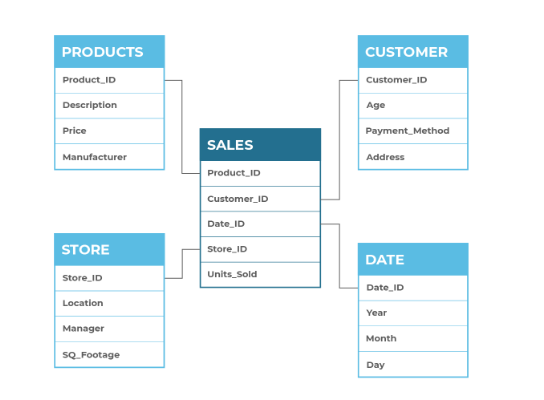 PRODUCTS
Product_ID
Description
Price
Manufacturer
CUSTOMER
Customer_ID
Age
Payment_Method
Address
SALES
Product_ID
Customer_ID
Date_ID
Store_ID
Units_Sold
STORE
Store_ID
Location
Manager
SQ_Footage
DATE
Date_ID
Year
Month
Day